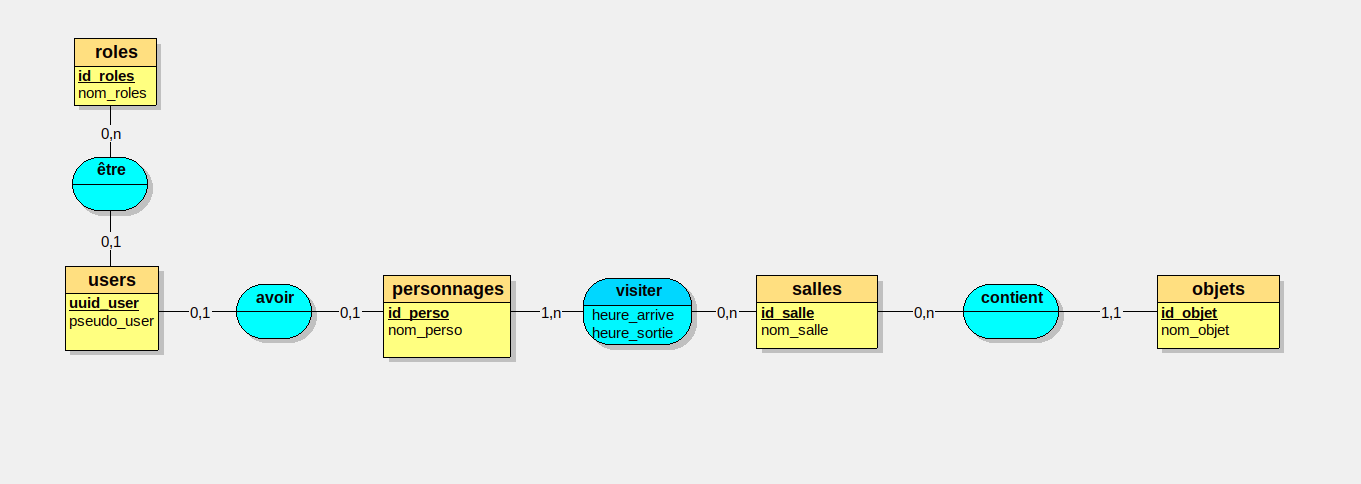 roles
id_roles
nom_roles
0,n
être
0,1
users
uuid_user
pseudo_user
0,1
avoir
0,1
personnages
id_perso
nom_perso
1,n
visiter
heure_arrive
heure_sortie
0,n
salles
id_salle
nom_salle
0,n
contient
1,1
objets
id_objet
nom_objet